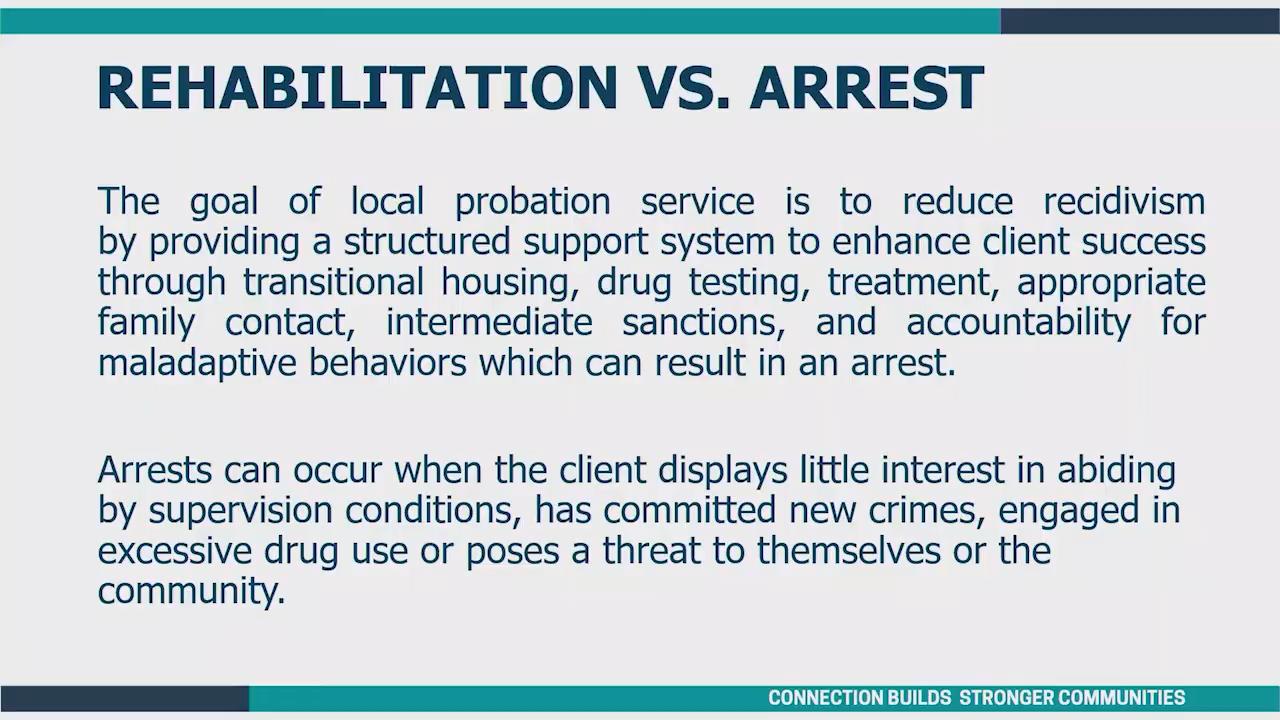 REHABILITATION VS. ARREST
The goal of local probation service is to reduce recidivism
by providing a structured support system to enhance client success
through transitional housing, drug testing, treatment, appropriate
family contact, intermediate sanctions, and accountability for
maladaptive behaviors which can result in an arrest.
Arrests can occur when the client displays little interest in abiding
by supervision conditions, has committed new crimes, engaged in
excessive drug use or poses a threat to themselves or the
community.
CONNECTION BUILDS STRONGER COMMUNITIES